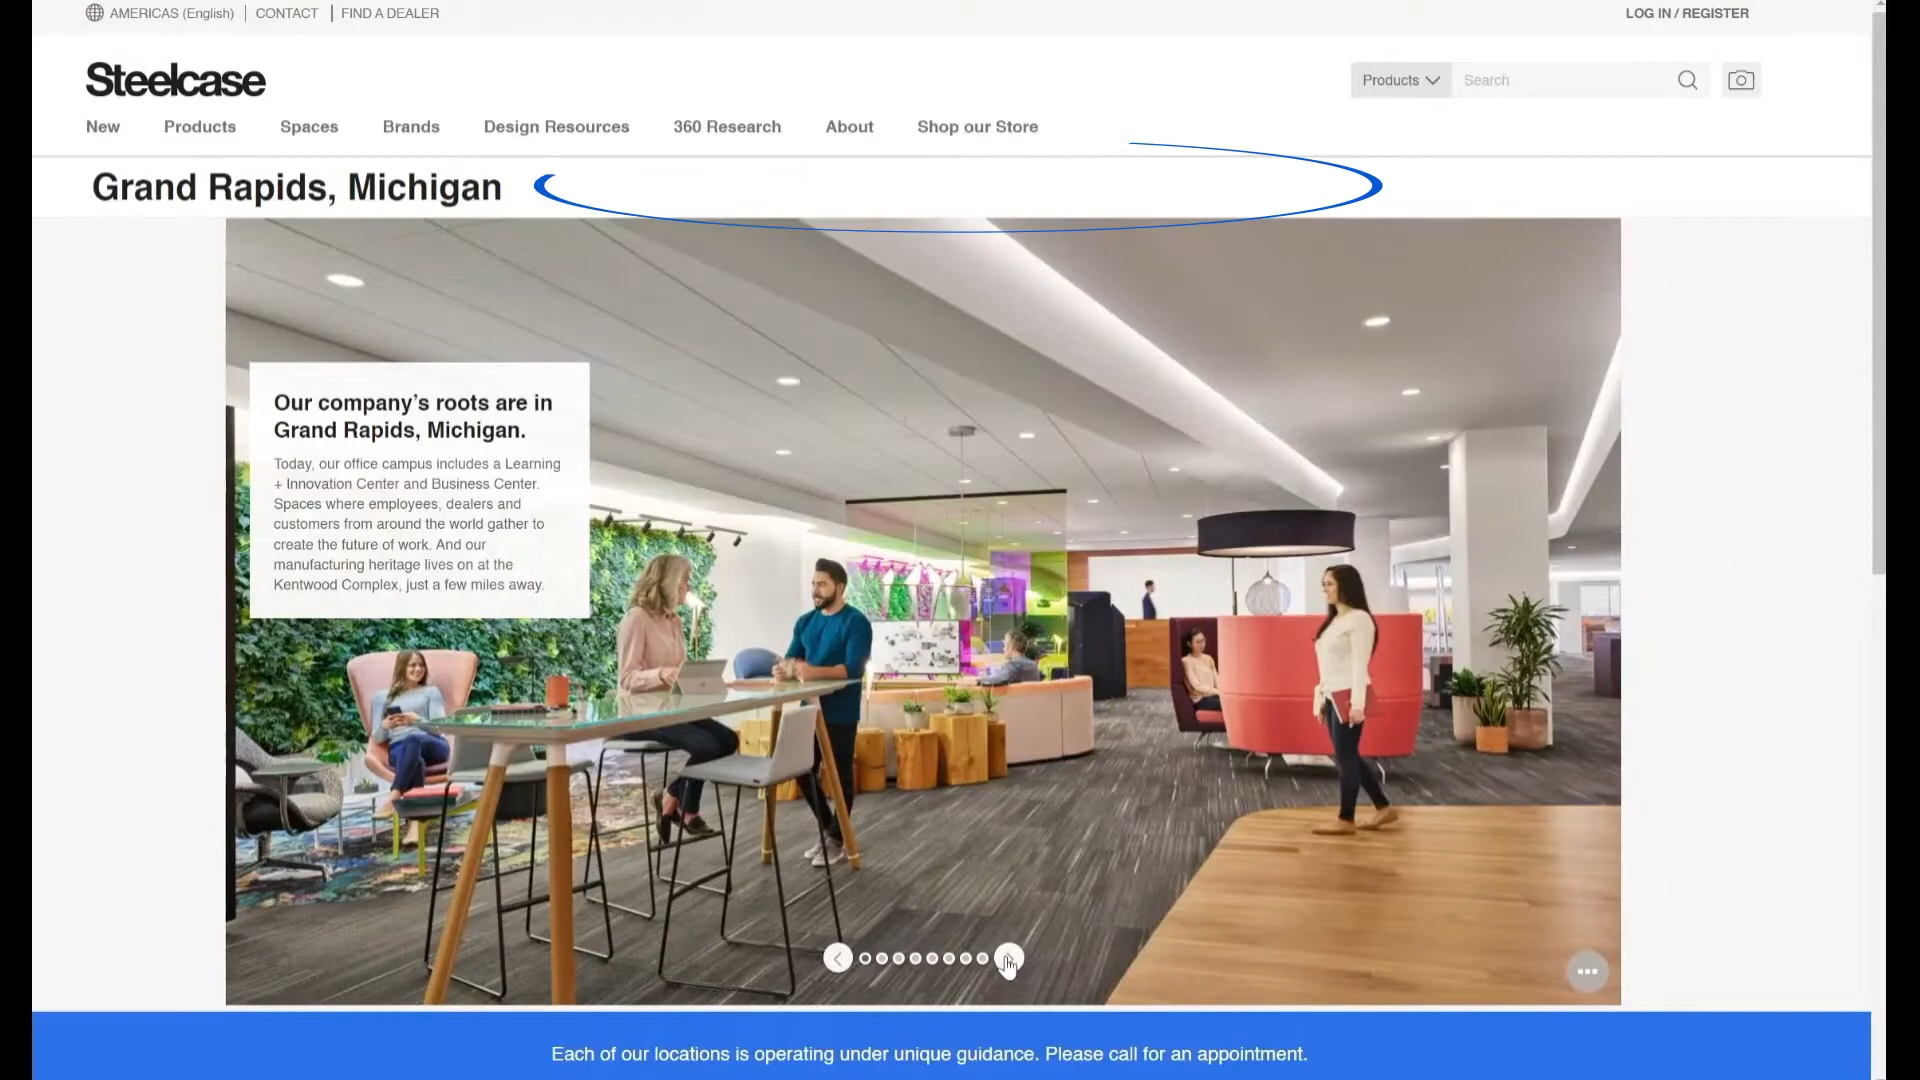 AMERICAS (English) CONTACT FIND A DEALER LOG IN / REGISTER
Steelcase
Products Search
New Products Spaces Brands Design Resources 360 Research About Shop our Store
Grand Rapids, Michigan
Our company’s roots are in
Grand Rapids, Michigan.
Today, our office campus includes a Learning
+ Innovation Center and Business Center.
Spaces where employees, dealers and
customers from around the world gather to
create the future of work. And our
manufacturing heritage lives on at the
Kentwood Complex, just a few miles away.
Each of our locations is operating under unique guidance. Please call for an appointment.